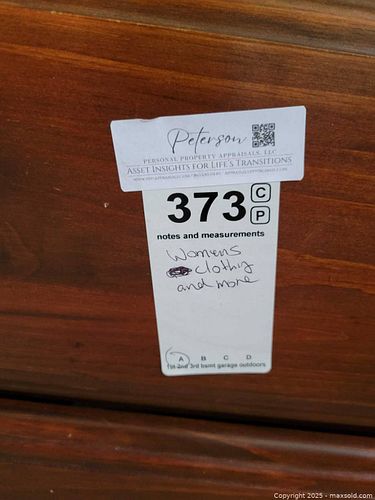 Peterson
PERSONAL PROPERTY APPRAISALS, LLC
ASSET INSIGHTS FOR LIFE'S TRANSITIONS
373 C
P
notes and measurements
Womens
clothig
and more
A B C D
1st 2nd 3rd bsmt garage outdoors
Copyright 2025 - maxsold.com